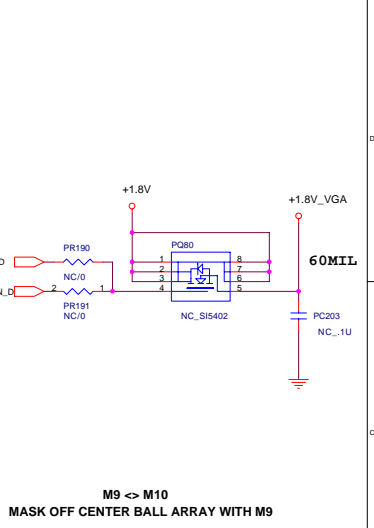 D
+1.8V
+1.8V_VGA
PR190
NC/0
PQ80
1
2
3
4
8
7
6
5
60MIL
D
N_D
2
1
PR191
NC/0
NC_SI5402
PC203
NC_.1U
C
M9 <> M10
MASK OFF CENTER BALL ARRAY WITH M9